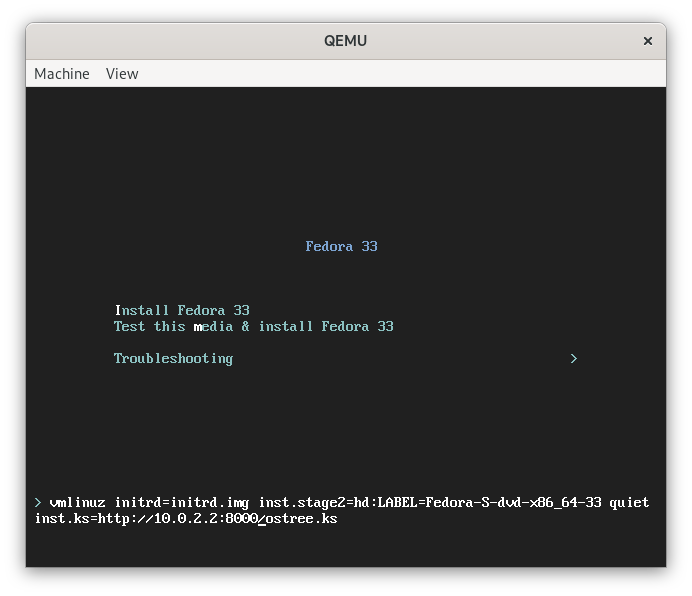 QEMU ×
Machine View
Fedora 33
Install Fedora 33
Test this media & install Fedora 33
Troubleshooting >
> vmlinuz initrd=initrd.img inst.stage2=hd:LABEL=Fedora-S-dvd-x86_64-33 quiet
inst.ks=http://10.0.2.2:8000/ostree.ks